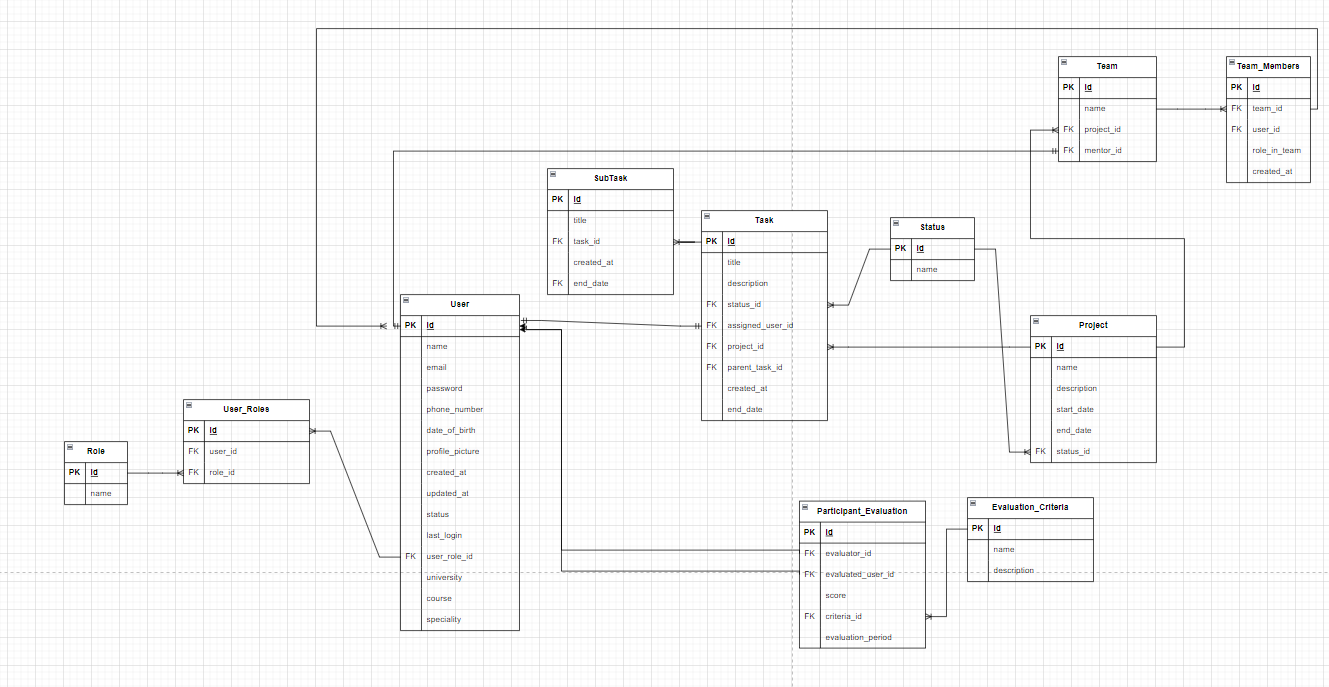 Team
PK Id
name
FK project_id
FK mentor_id
Team_Members
PK Id
FK team_id
FK user_id
role_in_team
created_at
SubTask
PK Id
title
FK task_id
created_at
FK end_date
Task
PK Id
title
description
FK status_id
FK assigned_user_id
FK project_id
FK parent_task_id
created_at
end_date
Status
PK Id
name
User
PK Id
name
email
password
phone_number
date_of_birth
profile_picture
created_at
updated_at
status
last_login
FK user_role_id
university
course
speciality
Project
PK Id
name
description
start_date
end_date
FK status_id
User_Roles
PK Id
FK user_id
FK role_id
Role
PK Id
name
Participant_Evaluation
PK Id
FK evaluator_id
FK evaluated_user_id
score
FK criteria_id
evaluation_period
Evaluation_Criteria
PK Id
name
description